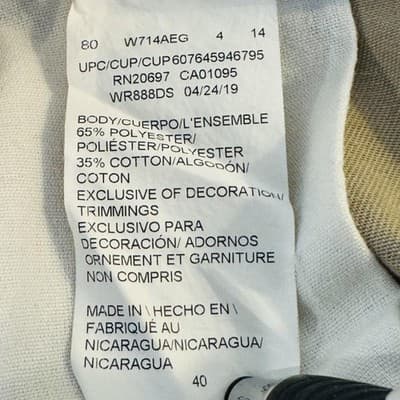 80 W714AEG 4 14
UPC/CUP/CUP607645946795
RN20697 CA01095
WR888DS 04/24/19
BODY/CUERPO/L'ENSEMBLE
65% POLYESTER/
POLIÉSTER/POLYESTER
35% COTTON/ALGODÓN/
COTON
EXCLUSIVE OF DECORATION/
TRIMMINGS
EXCLUSIVO PARA
DECORACIÓN/ ADORNOS
ORNEMENT ET GARNITURE
NON COMPRIS
MADE IN \ HECHO EN \
FABRIQUÉ AU
NICARAGUA/NICARAGUA/
NICARAGUA
40